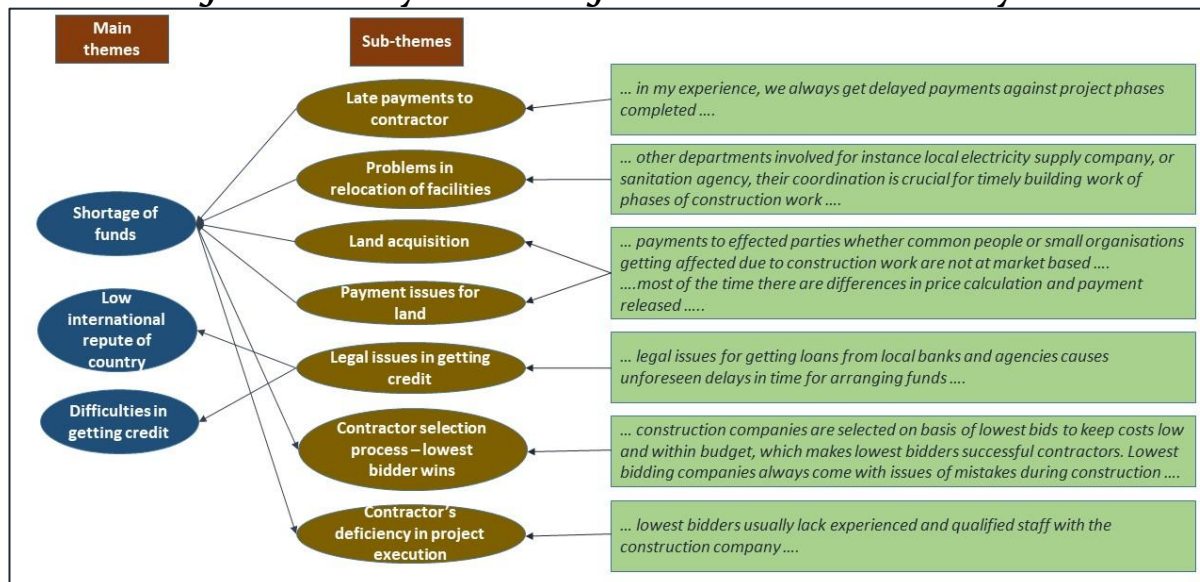 Main
themes
Sub-themes
Late payments to
contractor
… in my experience, we always get delayed payments against project phases
completed ….
Problems in
relocation of facilities
… other departments involved for instance local electricity supply company, or
sanitation agency, their coordination is crucial for timely building work of
phases of construction work ….
Shortage of
funds
Land acquisition
… payments to effected parties whether common people or small organisations
getting affected due to construction work are not at market based ….
….most of the time there are differences in price calculation and payment
released …..
Payment issues for
land
Low
international
repute of
country
Legal issues in getting
credit
… legal issues for getting loans from local banks and agencies causes
unforeseen delays in time for arranging funds ….
Difficulties in
getting credit
Contractor selection
process – lowest
bidder wins
… construction companies are selected on basis of lowest bids to keep costs low
and within budget, which makes lowest bidders successful contractors. Lowest
bidding companies always come with issues of mistakes during construction ….
Contractor's
deficiency in project
execution
… lowest bidders usually lack experienced and qualified staff with the
construction company ….